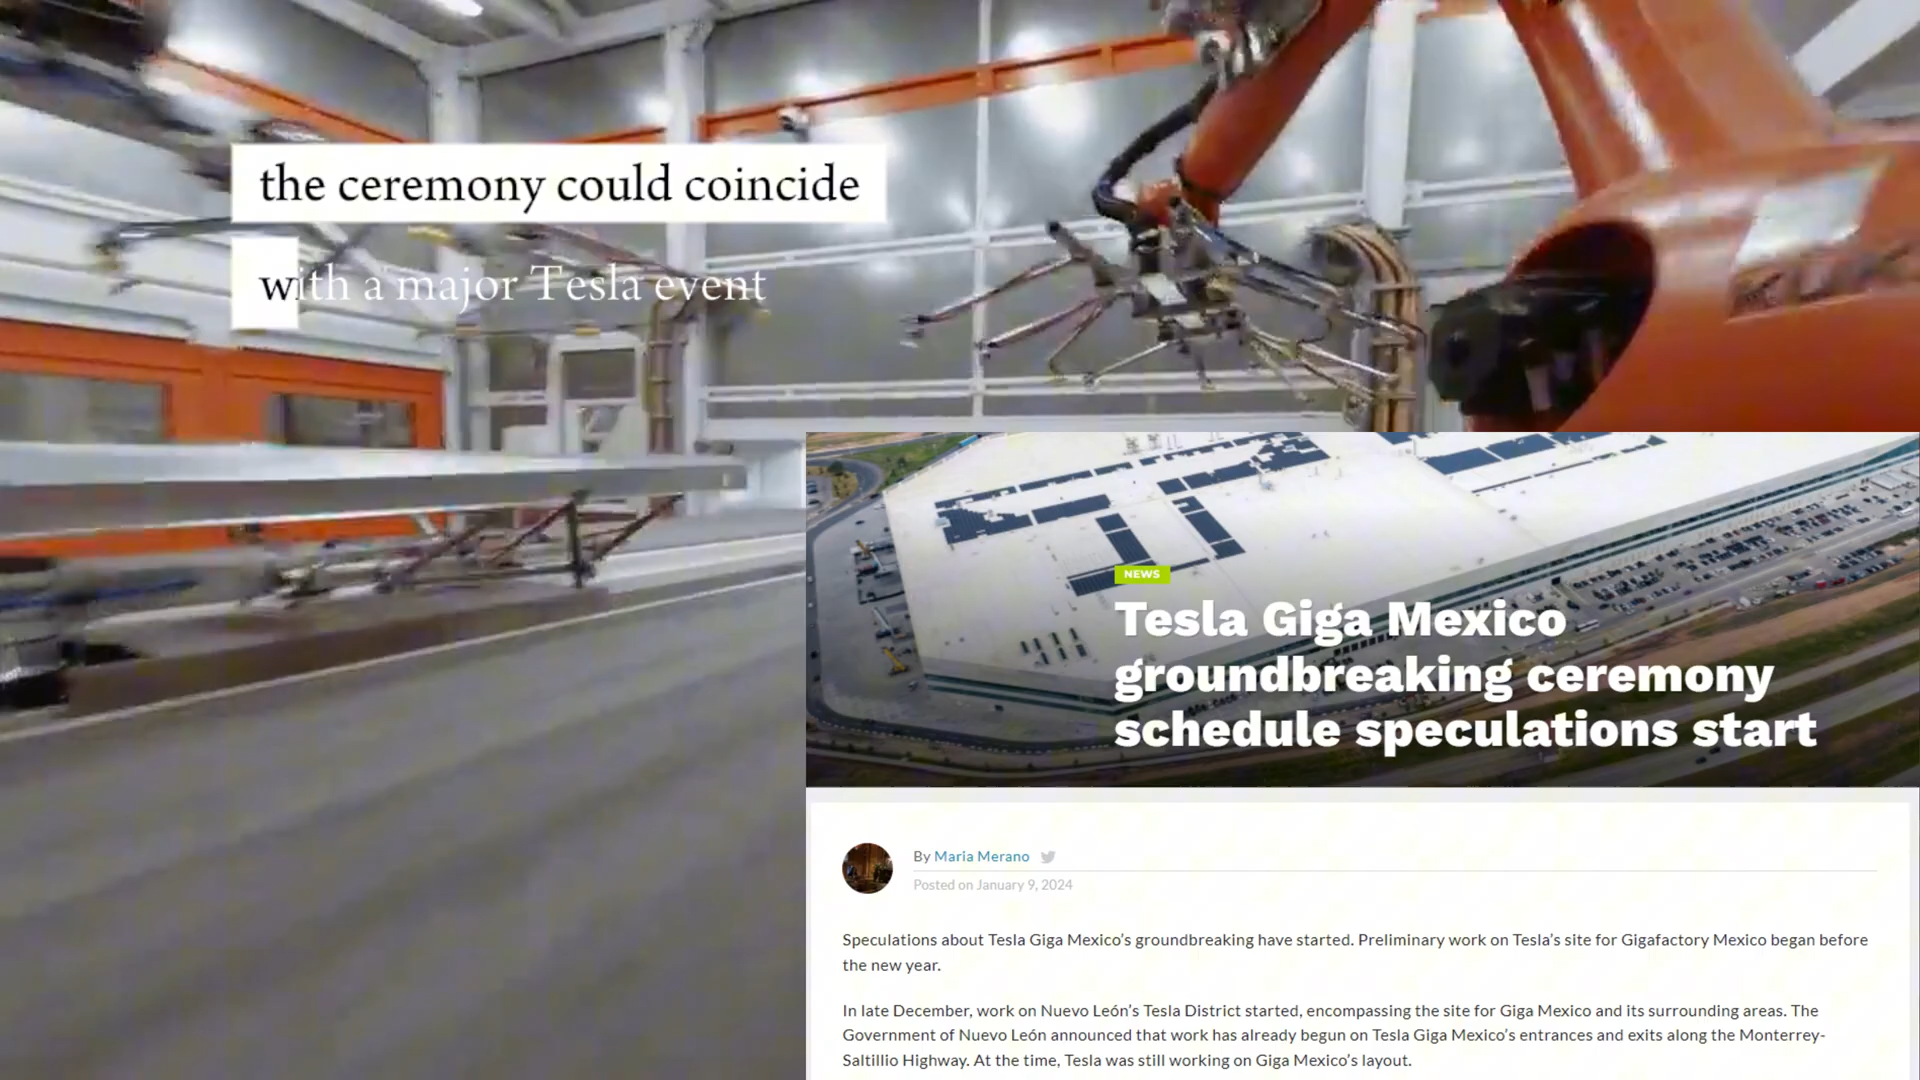 the ceremony could coincide
with a major Tesla event
NEWS
Tesla Giga Mexico
groundbreaking ceremony
schedule speculations start
By Maria Merano
Posted on January 9, 2024
Speculations about Tesla Giga Mexico’s groundbreaking have started. Preliminary work on Tesla’s site for Gigafactory Mexico began before
the new year.
In late December, work on Nuevo León’s Tesla District started, encompassing the site for Giga Mexico and its surrounding areas. The
Government of Nuevo León announced that work has already begun on Tesla Giga Mexico’s entrances and exits along the Monterrey-
Saltillio Highway. At the time, Tesla was still working on Giga Mexico’s layout.